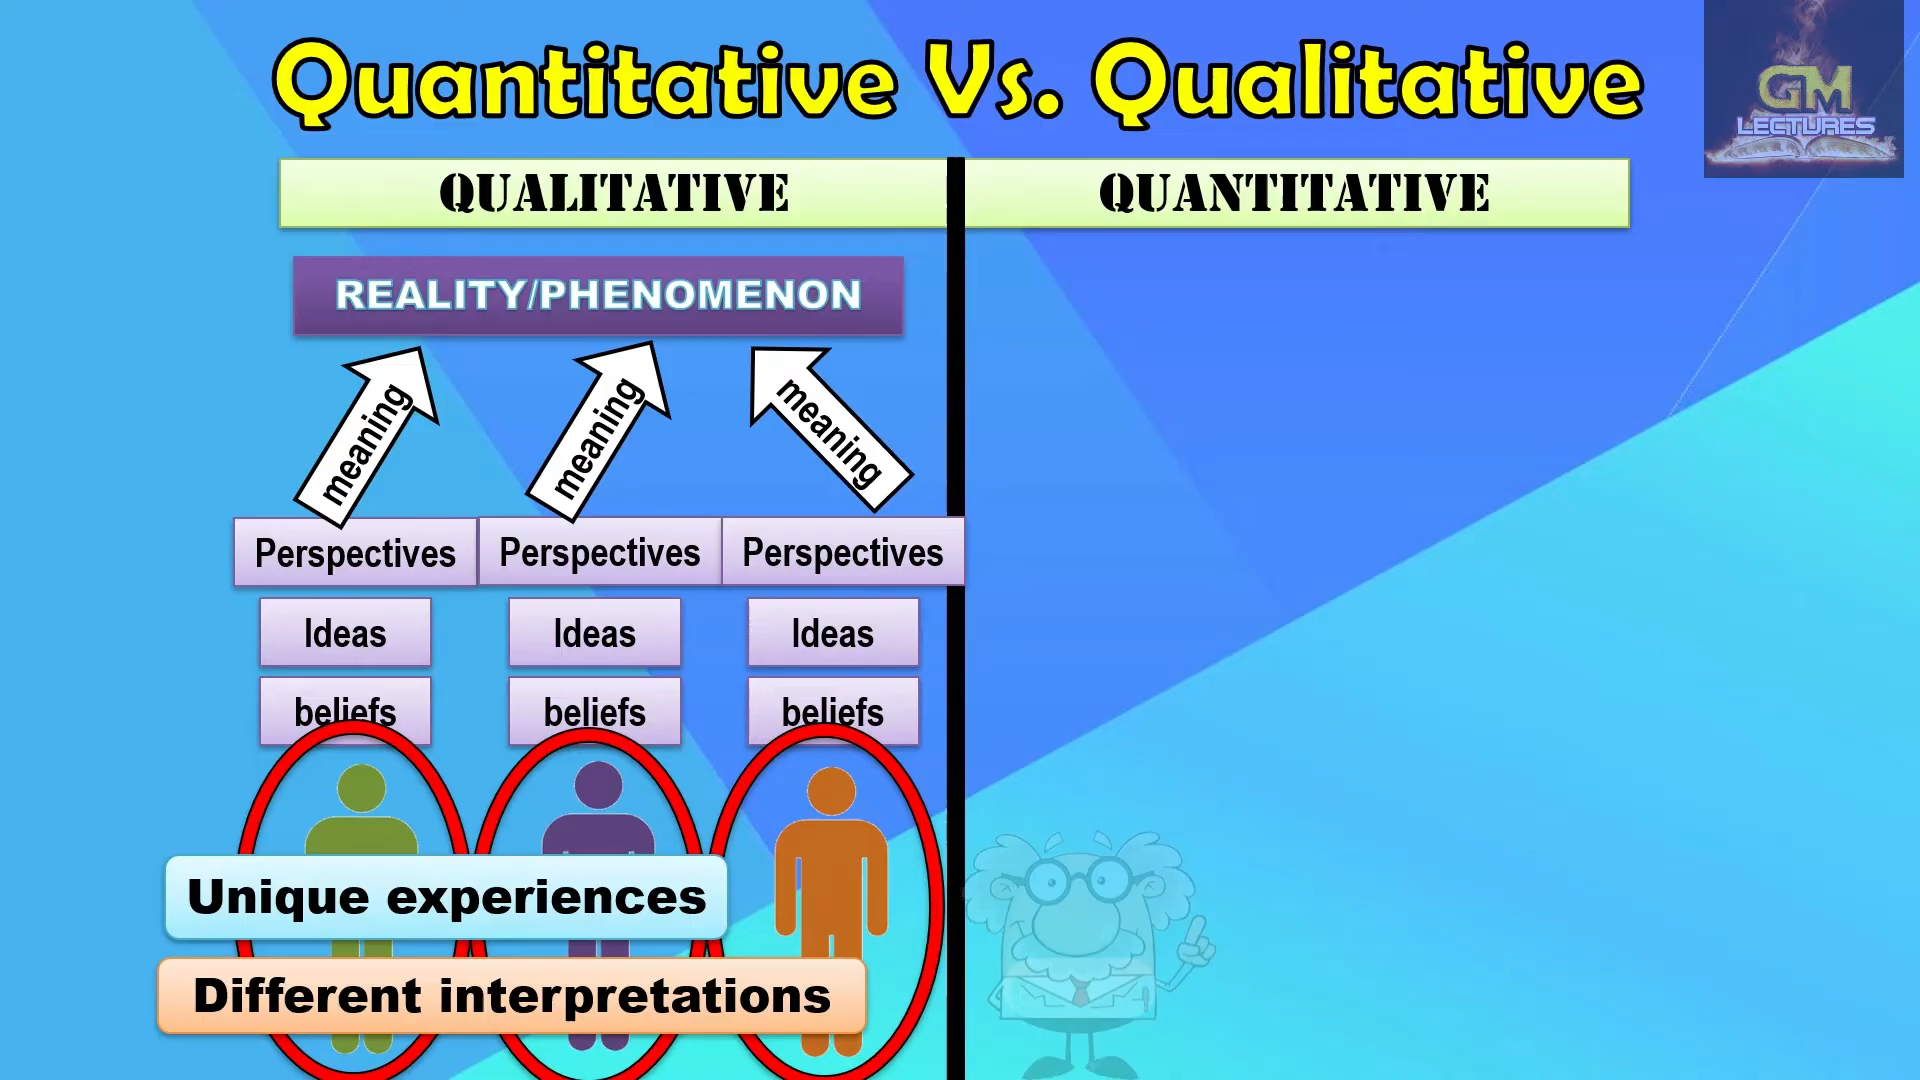 Quantitative Vs. Qualitative
GM
LECTURES
QUALITATIVE
QUANTITATIVE
REALITY/PHENOMENON
meaning
meaning
meaning
Perspectives
Perspectives
Perspectives
Ideas
Ideas
Ideas
beliefs
beliefs
beliefs
Unique experiences
Different interpretations